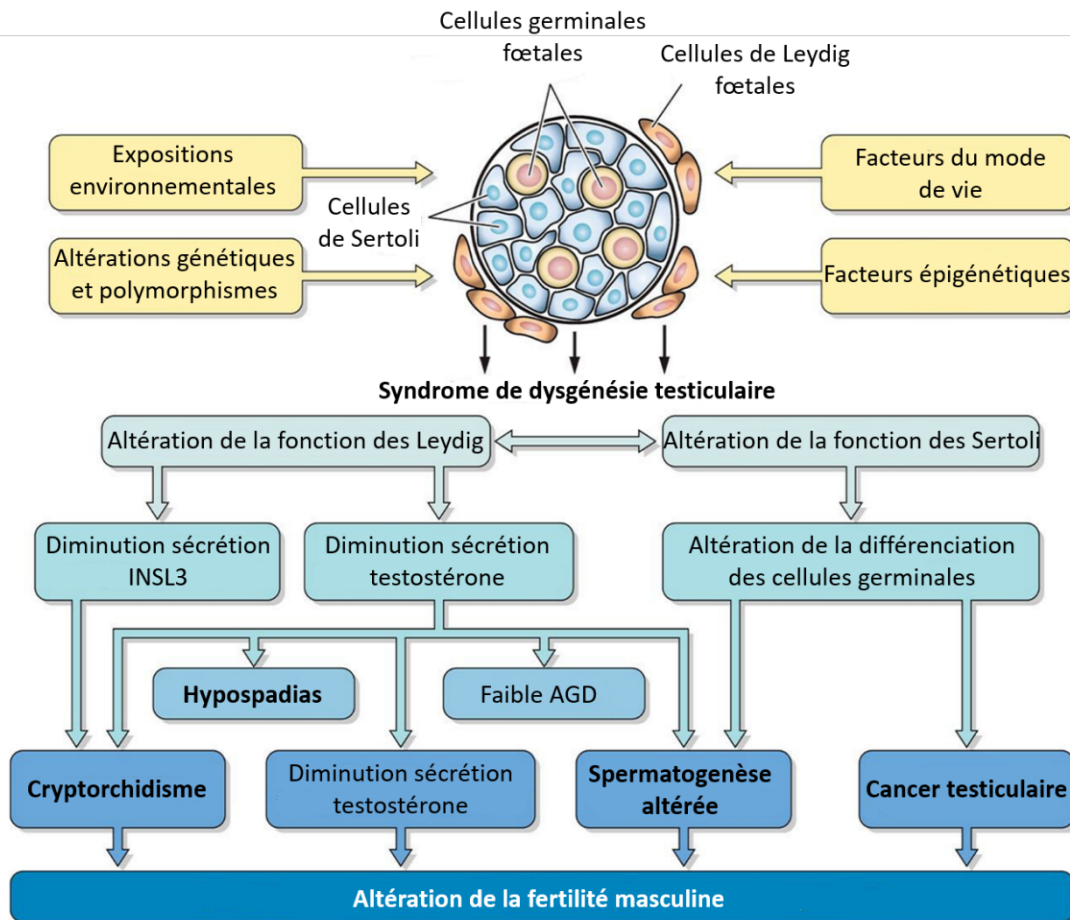 Cellules germinales
fœtales
Cellules de Leydig
fœtales
Expositions
environnementales
Facteurs du mode
de vie
Cellules
de Sertoli
Altérations génétiques
et polymorphismes
Facteurs épigénétiques
Syndrome de dysgénésie testiculaire
Altération de la fonction des Leydig
Altération de la fonction des Sertoli
Diminution sécrétion
INSL3
Diminution sécrétion
testostérone
Altération de la différenciation
des cellules germinales
Hypospadias
Faible AGD
Cryptorchidisme
Diminution sécrétion
testostérone
Spermatogenèse
altérée
Cancer testiculaire
Altération de la fertilité masculine